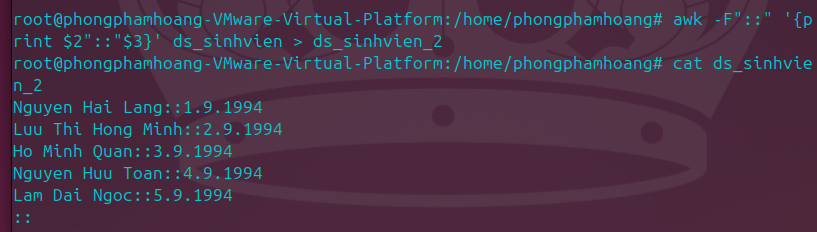 root@phongphamhoang-VMware-Virtual-Platform:/home/phongphamhoang# awk -F"::" '{p
rint $2"::"$3}' ds_sinhvien > ds_sinhvien_2
root@phongphamhoang-VMware-Virtual-Platform:/home/phongphamhoang# cat ds_sinhvie
n_2
Nguyen Hai Lang::1.9.1994
Luu Thi Hong Minh::2.9.1994
Ho Minh Quan::3.9.1994
Nguyen Huu Toan::4.9.1994
Lam Dai Ngoc::5.9.1994
::